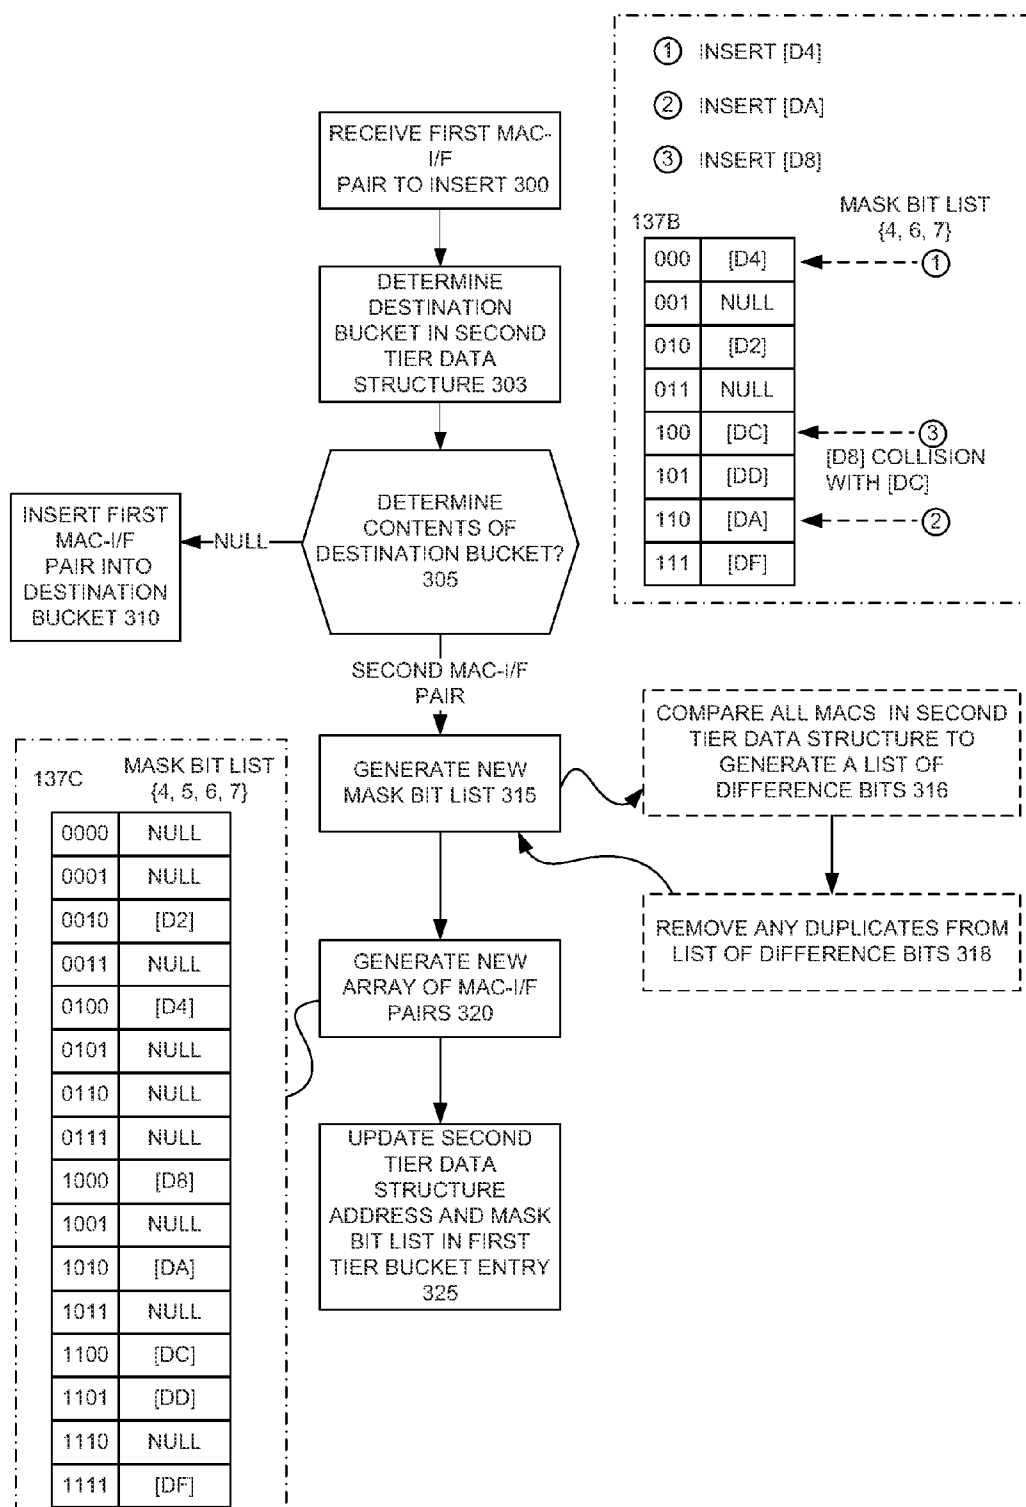 1 INSERT [D4]
2 INSERT [DA]
3 INSERT [D8]
MASK BIT LIST
{4, 6, 7}
137B
000 [D4]
1
001 NULL
010 [D2]
011 NULL
100 [DC]
3
[D8] COLLISION
WITH [DC]
101 [DD]
110 [DA]
2
111 [DF]
RECEIVE FIRST MAC-
I/F
PAIR TO INSERT 300
DETERMINE
DESTINATION
BUCKET IN SECOND
TIER DATA
STRUCTURE 303
DETERMINE
CONTENTS OF
DESTINATION BUCKET?
305
NULL
INSERT FIRST
MAC-I/F
PAIR INTO
DESTINATION
BUCKET 310
SECOND MAC-I/F
PAIR
GENERATE NEW
MASK BIT LIST 315
COMPARE ALL MACS IN SECOND
TIER DATA STRUCTURE TO
GENERATE A LIST OF
DIFFERENCE BITS 316
REMOVE ANY DUPLICATES FROM
LIST OF DIFFERENCE BITS 318
GENERATE NEW
ARRAY OF MAC-I/F
PAIRS 320
UPDATE SECOND
TIER DATA
STRUCTURE
ADDRESS AND MASK
BIT LIST IN FIRST
TIER BUCKET ENTRY
325
137C
MASK BIT LIST
{4, 5, 6, 7}
0000 NULL
0001 NULL
0010 [D2]
0011 NULL
0100 [D4]
0101 NULL
0110 NULL
0111 NULL
1000 [D8]
1001 NULL
1010 [DA]
1011 NULL
1100 [DC]
1101 [DD]
1110 NULL
1111 [DF]